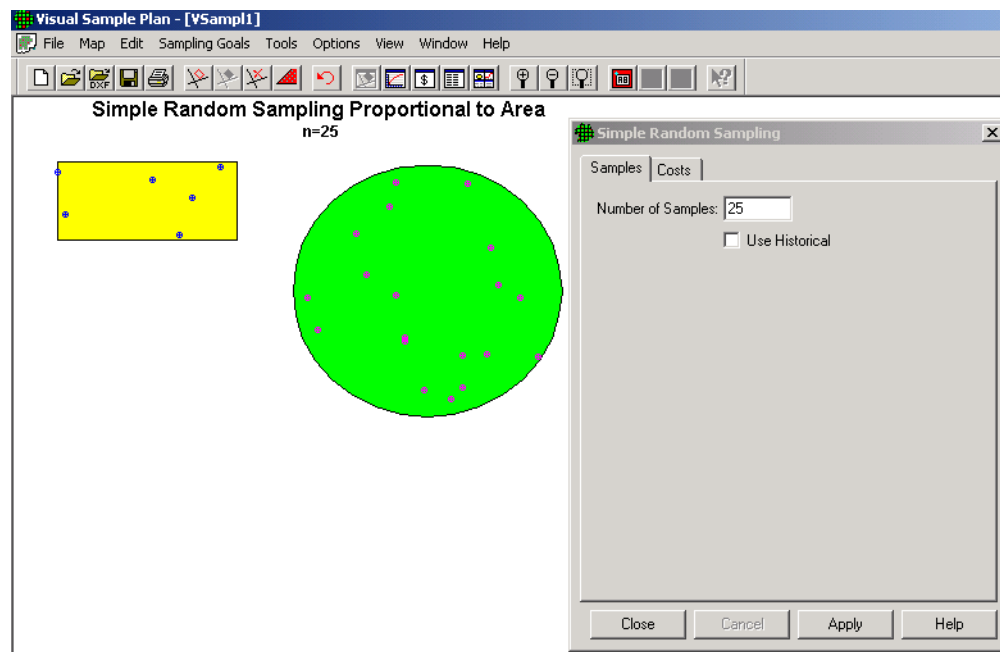 Visual Sample Plan - [VSampl1]
File Map Edit Sampling Goals Tools Options View Window Help
DXF $ AB
Simple Random Sampling Proportional to Area
n=25
Simple Random Sampling
Samples Costs
Number of Samples: 25
Use Historical
Close Cancel Apply Help